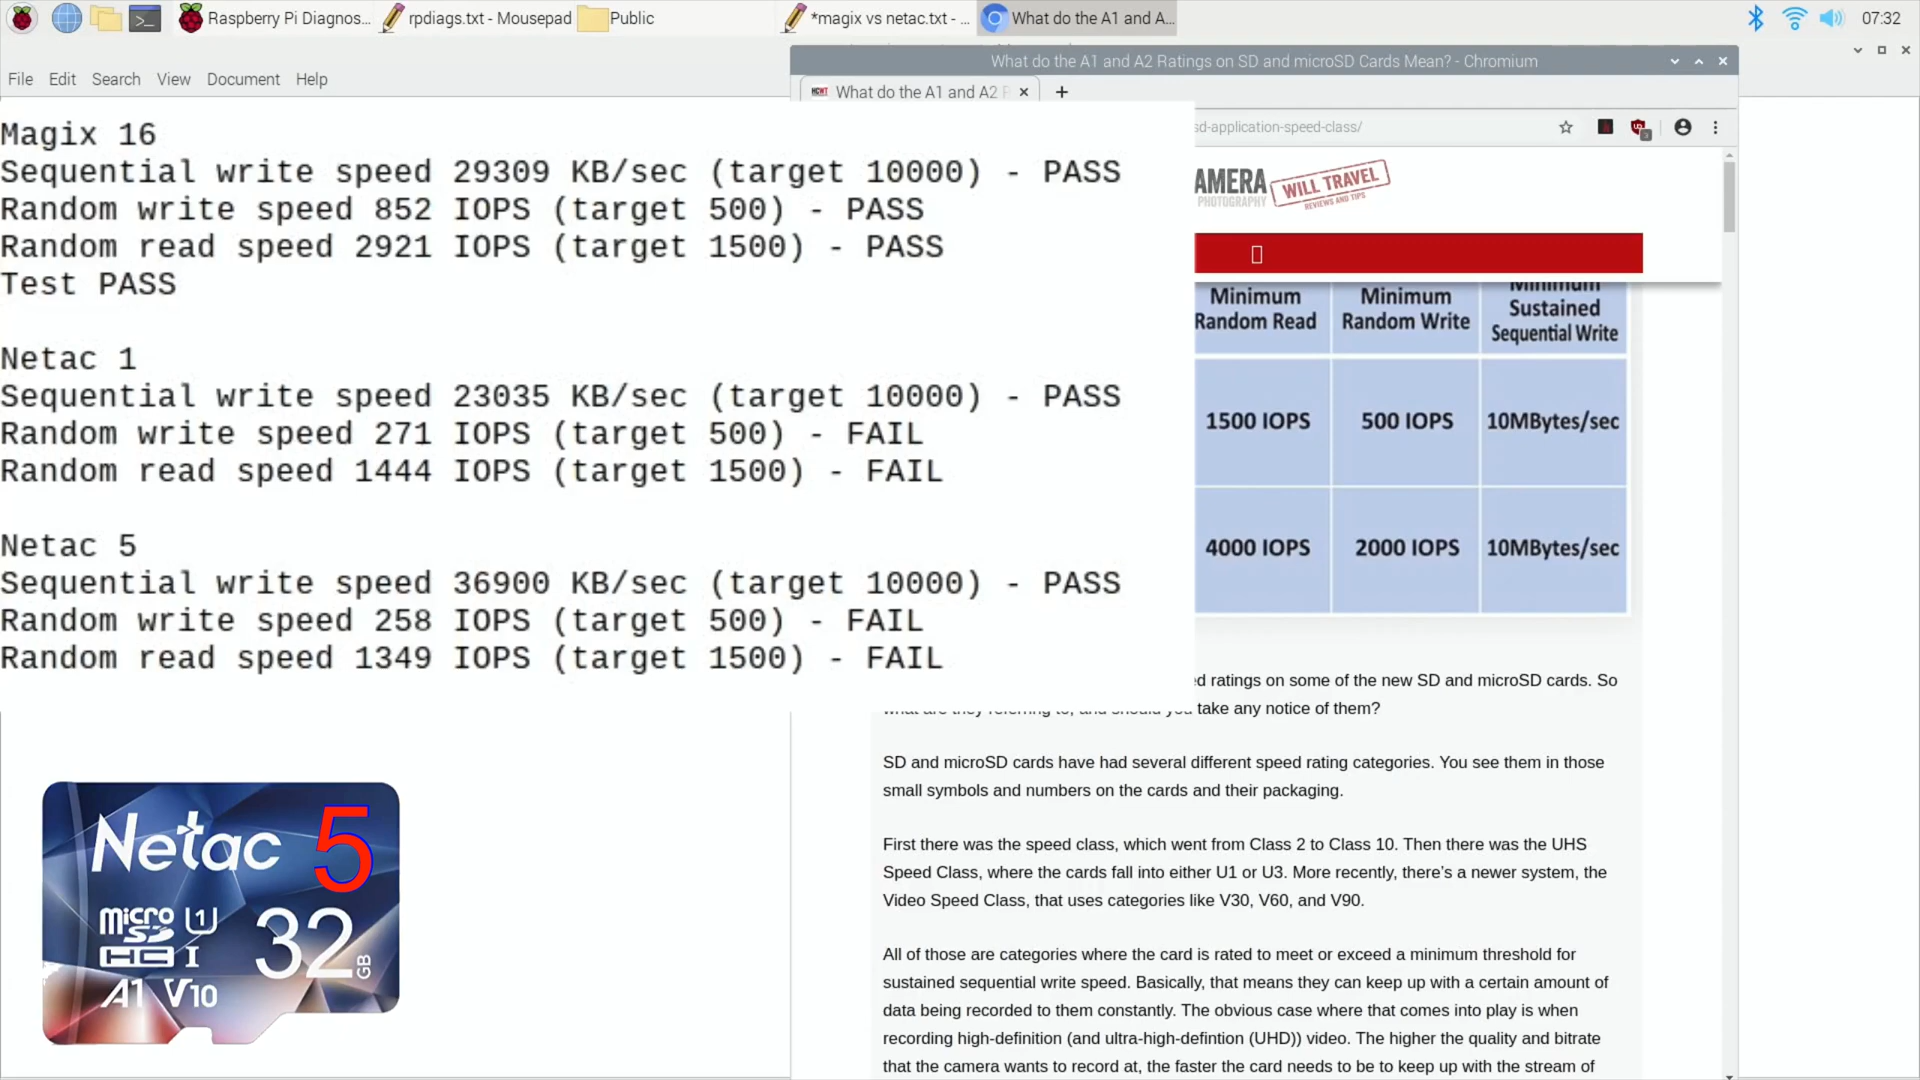 Raspberry Pi Diagnos...
rpdiags.txt - Mousepad
Public
*magix vs netac.txt - ...
What do the A1 and A...
07:32
What do the A1 and A2 Ratings on SD and microSD Cards Mean? - Chromium
File Edit Search View Document Help
What do the A1 and A2
sd-application-speed-class/
Magix 16
Sequential write speed 29309 KB/sec (target 10000) - PASS
Random write speed 852 IOPS (target 500) - PASS
Random read speed 2921 IOPS (target 1500) - PASS
Test PASS
Netac 1
Sequential write speed 23035 KB/sec (target 10000) - PASS
Random write speed 271 IOPS (target 500) - FAIL
Random read speed 1444 IOPS (target 1500) - FAIL
Netac 5
Sequential write speed 36900 KB/sec (target 10000) - PASS
Random write speed 258 IOPS (target 500) - FAIL
Random read speed 1349 IOPS (target 1500) - FAIL
AMERA
PHOTOGRAPHY
WILL TRAVEL
REVIEWS AND TIPS
Minimum
Random Read
Minimum
Random Write
Minimum
Sustained
Sequential Write
1500 IOPS 500 IOPS 10MBytes/sec
4000 IOPS 2000 IOPS 10MBytes/sec
d ratings on some of the new SD and microSD cards. So
what are they referring to, and should you take any notice of them?
SD and microSD cards have had several different speed rating categories. You see them in those
small symbols and numbers on the cards and their packaging.
First there was the speed class, which went from Class 2 to Class 10. Then there was the UHS
Speed Class, where the cards fall into either U1 or U3. More recently, there's a newer system, the
Video Speed Class, that uses categories like V30, V60, and V90.
All of those are categories where the card is rated to meet or exceed a minimum threshold for
sustained sequential write speed. Basically, that means they can keep up with a certain amount of
data being recorded to them constantly. The obvious case where that comes into play is when
recording high-definition (and ultra-high-defintion (UHD)) video. The higher the quality and bitrate
that the camera wants to record at, the faster the card needs to be to keep up with the stream of
Netac 5
micro SD HC U1 I
32 GB
A1 V10